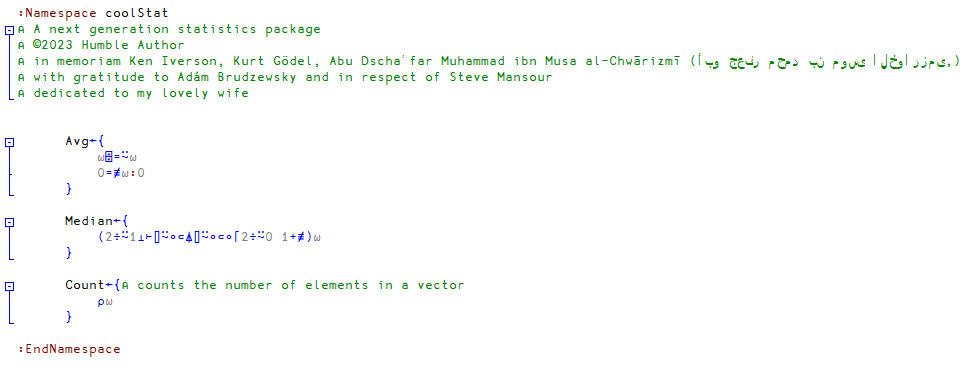 :Namespace coolStat
⍝ A next generation statistics package
⍝ ©2023 Humble Author
⍝ in memoriam Ken Iverson, Kurt Gödel, Abu Dschaʿfar Muhammad ibn Musa al-Chwārizmī (أبو جعفر محمد بن موسى الخوارزمی,)
⍝ with gratitude to Adám Brudzewsky and in respect of Steve Mansour
⍝ dedicated to my lovely wife
Avg←{
⍵⌹=⍨⍵
0=≢⍵:0
}
Median←{
(2÷⍨1⊥⊢⌷⍨∘⊂⍋⌷⍨∘⊂∘⌈2÷⍨0 1+≢)⍵
}
Count←{⍝ counts the number of elements in a vector
⍴⍵
}
:EndNamespace